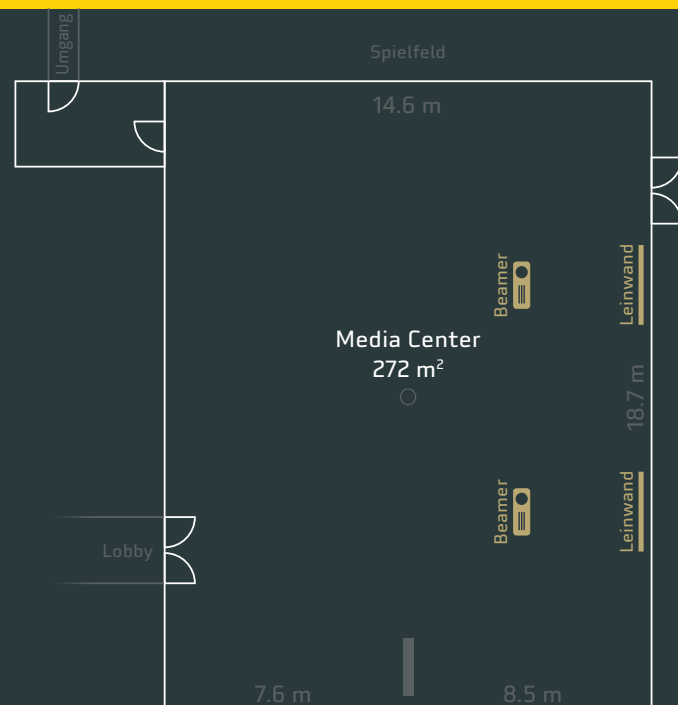 Umgang
Spielfeld
14.6 m
Beamer
Leinwand
Media Center
272 m²
18.7 m
Beamer
Leinwand
Lobby
7.6 m
8.5 m